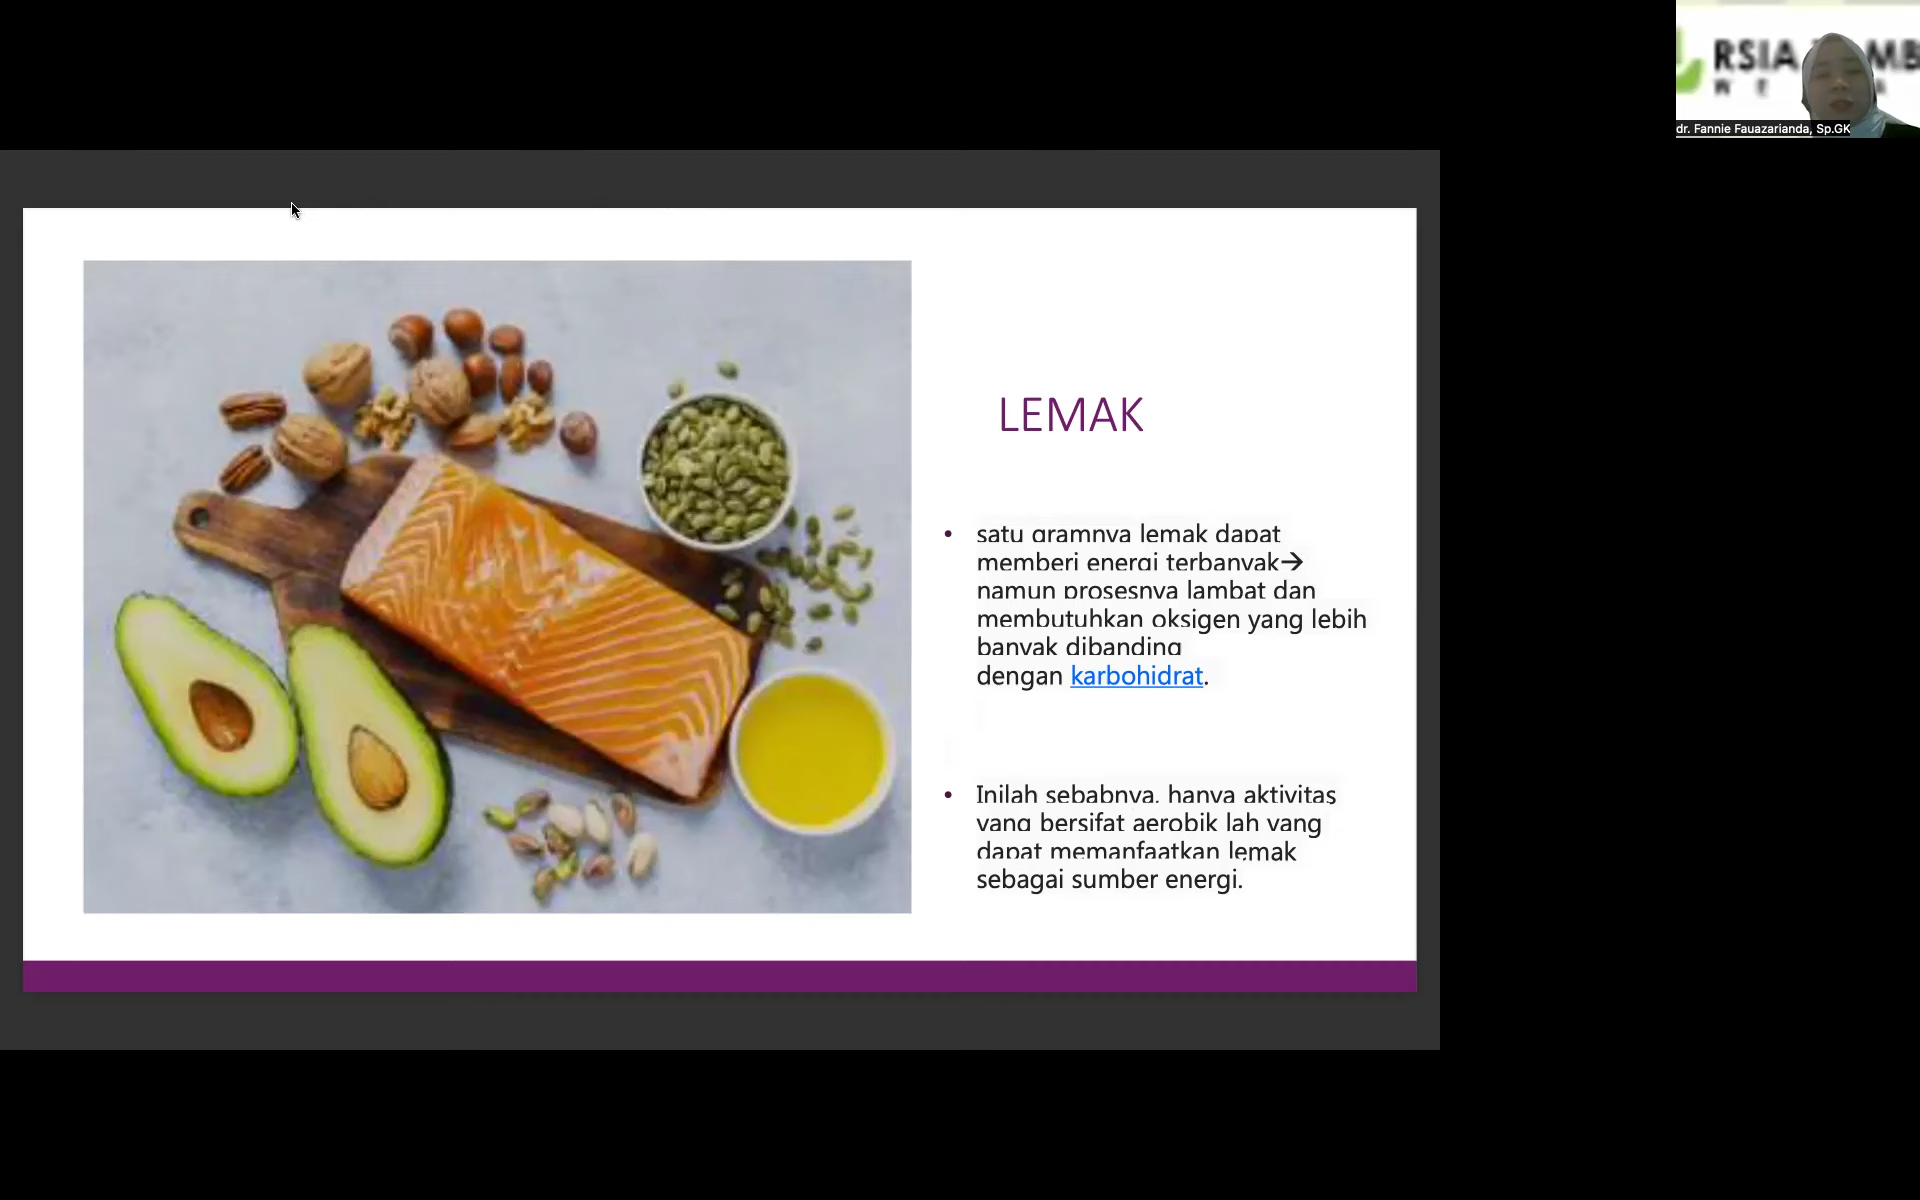 RSIA
dr. Fannie Fauazarianda, Sp.GK
LEMAK
• satu gramnya lemak dapat
memberi energi terbanyak→
namun prosesnya lambat dan
membutuhkan oksigen yang lebih
banyak dibanding
dengan karbohidrat.
• Inilah sebabnya, hanya aktivitas
yang bersifat aerobik lah yang
dapat memanfaatkan lemak
sebagai sumber energi.